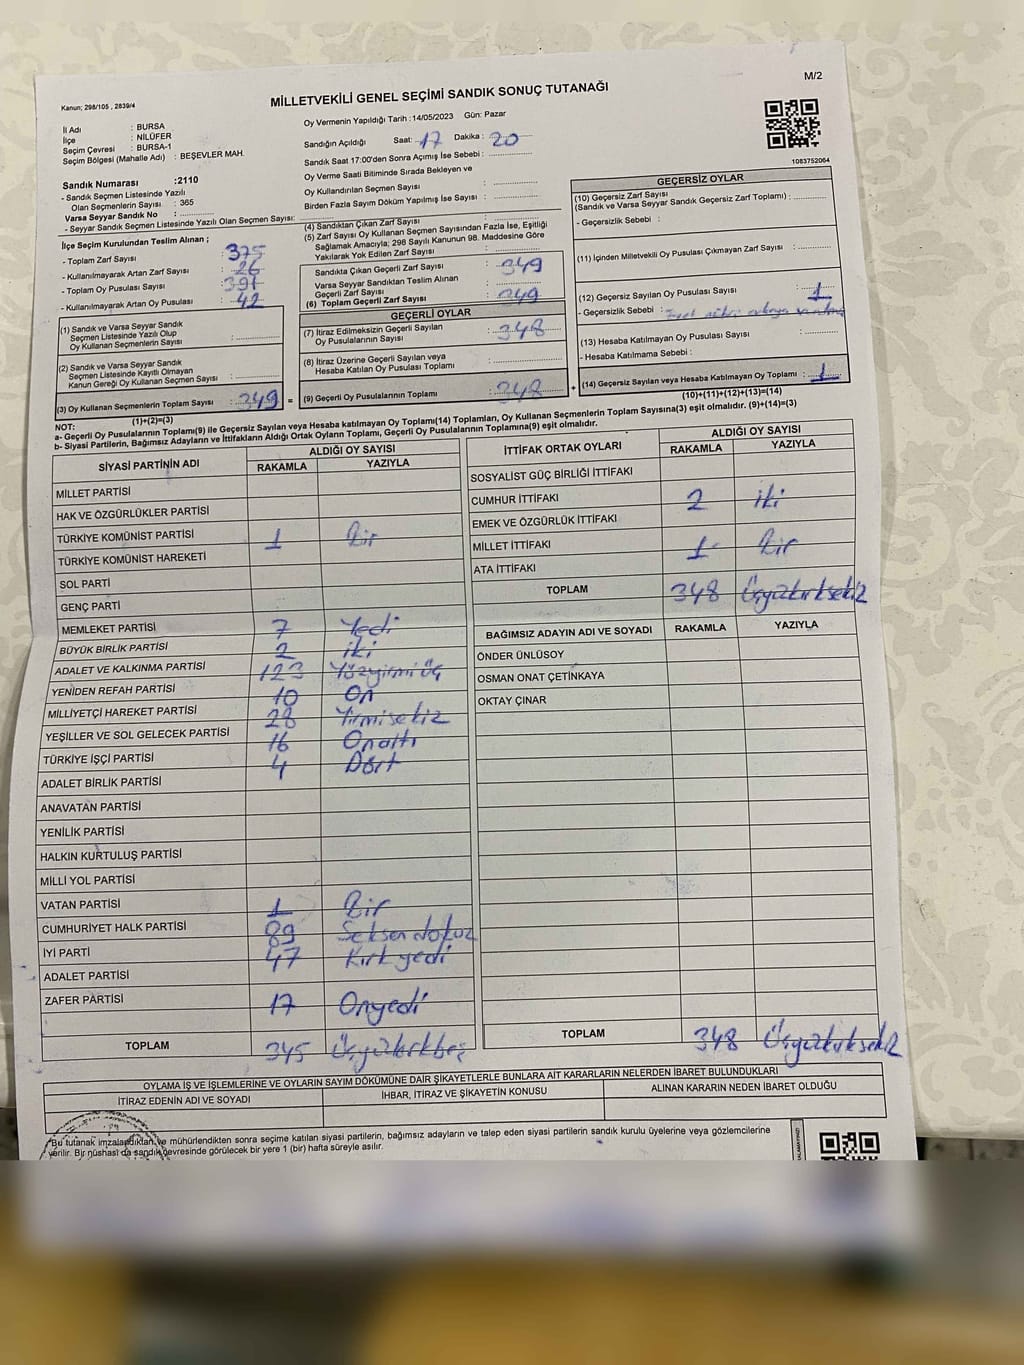 M/2
Kanun; 298/105 , 2839/4
MİLLETVEKİLİ GENEL SEÇİMİ SANDIK SONUÇ TUTANAĞI
İl Adı : BURSA
İlçe : NİLÜFER
Seçim Çevresi : BURSA-1
Seçim Bölgesi (Mahalle Adı) : BEŞEVLER MAH.
Sandık Numarası :2110
- Sandık Seçmen Listesinde Yazılı
Olan Seçmenlerin Sayısı : 365
Varsa Seyyar Sandık No :
- Seyyar Sandık Seçmen Listesinde Yazılı Olan Seçmen Sayısı:
İlçe Seçim Kurulundan Teslim Alınan ;
- Toplam Zarf Sayısı : 375
- Kullanılmayarak Artan Zarf Sayısı : 26
- Toplam Oy Pusulası Sayısı : 391
- Kullanılmayarak Artan Oy Pusulası : 42
(1) Sandık ve Varsa Seyyar Sandık
Seçmen Listesinde Yazılı Olup
Oy Kullanan Seçmenlerin Sayısı :
(2) Sandık ve Varsa Seyyar Sandık
Seçmen Listesinde Kayıtlı Olmayan
Kanun Gereği Oy Kullanan Seçmen Sayısı :
(3) Oy Kullanan Seçmenlerin Toplam Sayısı : 349
(1)+(2)=(3)
Oy Vermenin Yapıldığı Tarih : 14/05/2023 Gün: Pazar
Sandığın Açıldığı Saat: 17 Dakika : 20
Sandık Saat 17:00'den Sonra Açımış İse Sebebi :
Oy Verme Saati Bitiminde Sırada Bekleyen ve
Oy Kullandırılan Seçmen Sayısı :
Birden Fazla Sayım Döküm Yapılmış İse Sayısı :
(4) Sandıktan Çıkan Zarf Sayısı :
(5) Zarf Sayısı Oy Kullanan Seçmen Sayısından Fazla İse, Eşitliği
Sağlamak Amacıyla; 298 Sayılı Kanunun 98. Maddesine Göre
Yakılarak Yok Edilen Zarf Sayısı :
Sandıkta Çıkan Geçerli Zarf Sayısı : 349
Varsa Seyyar Sandıktan Teslim Alınan
Geçerli Zarf Sayısı :
(6) Toplam Geçerli Zarf Sayısı : 349
GEÇERLİ OYLAR
(7) İtiraz Edilmeksizin Geçerli Sayılan
Oy Pusulalarının Sayısı : 348
(8) İtiraz Üzerine Geçerli Sayılan veya
Hesaba Katılan Oy Pusulası Toplamı :
= (9) Geçerli Oy Pusulalarının Toplamı : 348 +
1083752064
GEÇERSİZ OYLAR
(10) Geçersiz Zarf Sayısı
(Sandık ve Varsa Seyyar Sandık Geçersiz Zarf Toplamı) :
- Geçersizlik Sebebi :
(11) İçinden Milletvekili Oy Pusulası Çıkmayan Zarf Sayısı :
(12) Geçersiz Sayılan Oy Pusulası Sayısı : 1
- Geçersizlik Sebebi :
(13) Hesaba Katılmayan Oy Pusulası Sayısı :
- Hesaba Katılmama Sebebi :
(14) Geçersiz Sayılan veya Hesaba Katılmayan Oy Toplamı : 1
(10)+(11)+(12)+(13)=(14)
NOT:
a- Geçerli Oy Pusulalarının Toplamı(9) ile Geçersiz Sayılan veya Hesaba katılmayan Oy Toplamı(14) Toplamları, Oy Kullanan Seçmenlerin Toplam Sayısına(3) eşit olmalıdır. (9)+(14)=(3)
b- Siyasi Partilerin, Bağımsız Adayların ve İttifakların Aldığı Ortak Oyların Toplamı, Geçerli Oy Pusulalarının Toplamına(9) eşit olmalıdır.
SİYASİ PARTİNİN ADI ALDIĞI OY SAYISI
RAKAMLA YAZIYLA
MİLLET PARTİSİ
HAK VE ÖZGÜRLÜKLER PARTİSİ
TÜRKİYE KOMÜNİST PARTİSİ 1 Bir
TÜRKİYE KOMÜNİST HAREKETİ
SOL PARTİ
GENÇ PARTİ
MEMLEKET PARTİSİ 7 Yedi
BÜYÜK BİRLİK PARTİSİ 2 iki
ADALET VE KALKINMA PARTİSİ 123 Yüzyirmi üç
YENİDEN REFAH PARTİSİ 10 On
MİLLİYETÇİ HAREKET PARTİSİ 28 Yirmisekiz
YEŞİLLER VE SOL GELECEK PARTİSİ 16 Onaltı
TÜRKİYE İŞÇİ PARTİSİ 4 Dört
ADALET BİRLİK PARTİSİ
ANAVATAN PARTİSİ
YENİLİK PARTİSİ
HALKIN KURTULUŞ PARTİSİ
MİLLİ YOL PARTİSİ
VATAN PARTİSİ 1 Bir
CUMHURİYET HALK PARTİSİ 89 Seksen dokuz
İYİ PARTİ 47 Kırk yedi
ADALET PARTİSİ
ZAFER PARTİSİ 17 Onyedi
TOPLAM 345 Üçyüzkırkbeş
İTTİFAK ORTAK OYLARI ALDIĞI OY SAYISI
RAKAMLA YAZIYLA
SOSYALİST GÜÇ BİRLİĞİ İTTİFAKI
CUMHUR İTTİFAKI 2 iki
EMEK VE ÖZGÜRLÜK İTTİFAKI
MİLLET İTTİFAKI 1 Bir
ATA İTTİFAKI
TOPLAM 348 Üçyüzkırksekiz
BAĞIMSIZ ADAYIN ADI VE SOYADI RAKAMLA YAZIYLA
ÖNDER ÜNLÜSOY
OSMAN ONAT ÇETİNKAYA
OKTAY ÇINAR
TOPLAM 348 Üçyüzkırksekiz
OYLAMA İŞ VE İŞLEMLERİNE VE OYLARIN SAYIM DÖKÜMÜNE DAİR ŞİKAYETLERLE BUNLARA AİT KARARLARIN NELERDEN İBARET BULUNDUKLARI
İTİRAZ EDENİN ADI VE SOYADI İHBAR, İTİRAZ VE ŞİKAYETİN KONUSU ALINAN KARARIN NEDEN İBARET OLDUĞU
Bu tutanak imzalandıktan ve mühürlendikten sonra seçime katılan siyasi partilerin, bağımsız adayların ve talep eden siyasi partilerin sandık kurulu üyelerine veya gözlemcilerine
verilir. Bir nüshası da sandık çevresinde görülecek bir yere 1 (bir) hafta süreyle asılır.